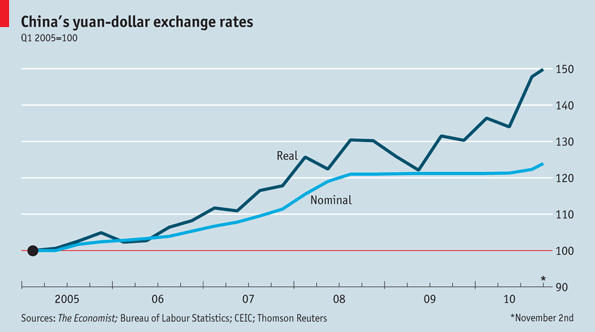 China's yuan-dollar exchange rates
Q1 2005=100
150
140
130
Real
120
Nominal
110
100
*
90
2005 06 07 08 09 10
Sources: The Economist; Bureau of Labour Statistics; CEIC; Thomson Reuters
*November 2nd